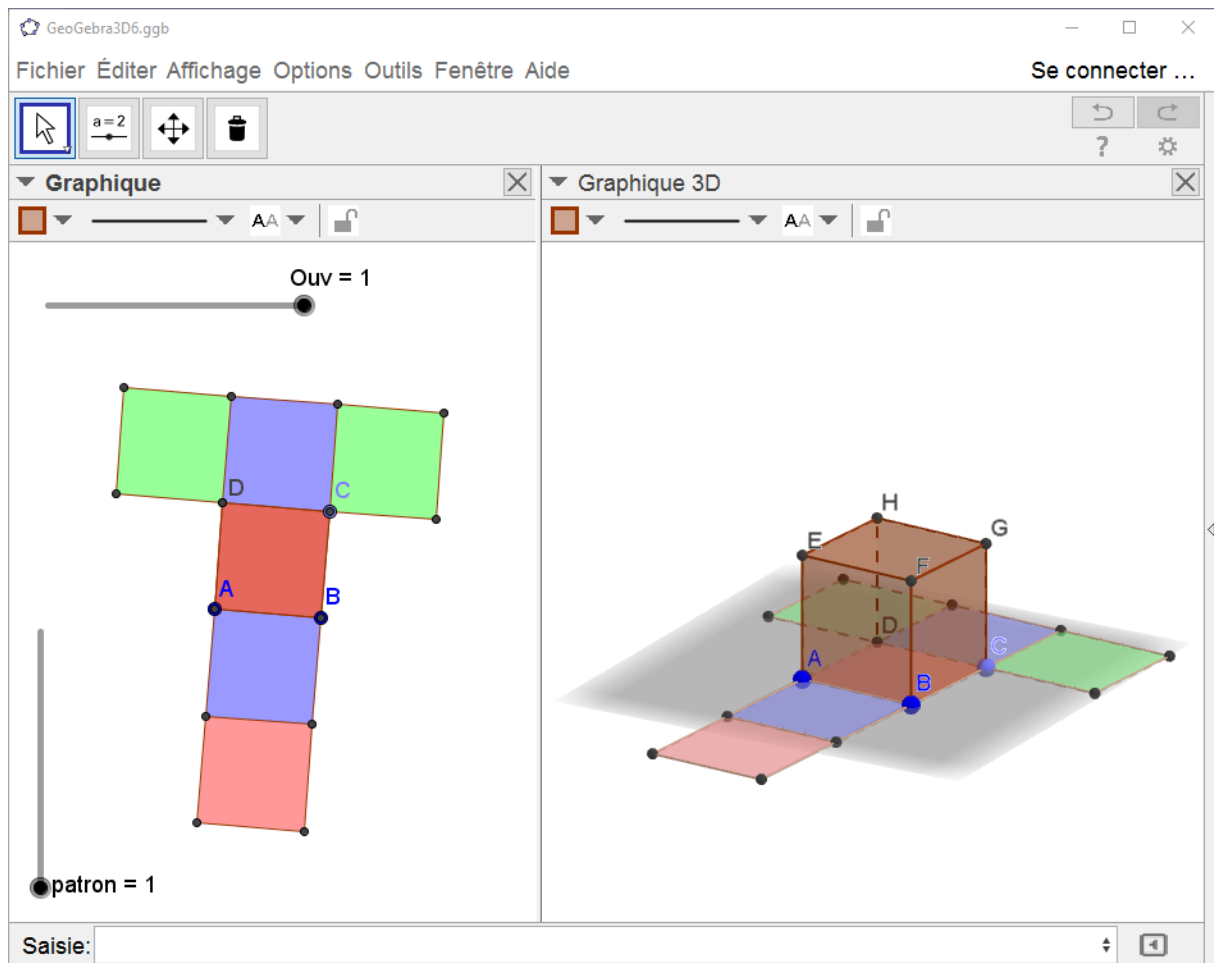 GeoGebra3D6.ggb
Fichier Éditer Affichage Options Outils Fenêtre Aide
Se connecter ...
a=2
?
Graphique
Graphique 3D
AA
AA
Ouv = 1
D
C
A
B
patron = 1
H
E
G
F
D
A
C
B
Saisie: